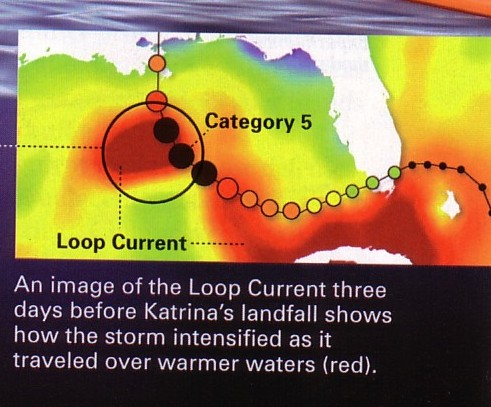 Category 5
Loop Current
An image of the Loop Current three
days before Katrina's landfall shows
how the storm intensified as it
traveled over warmer waters (red).